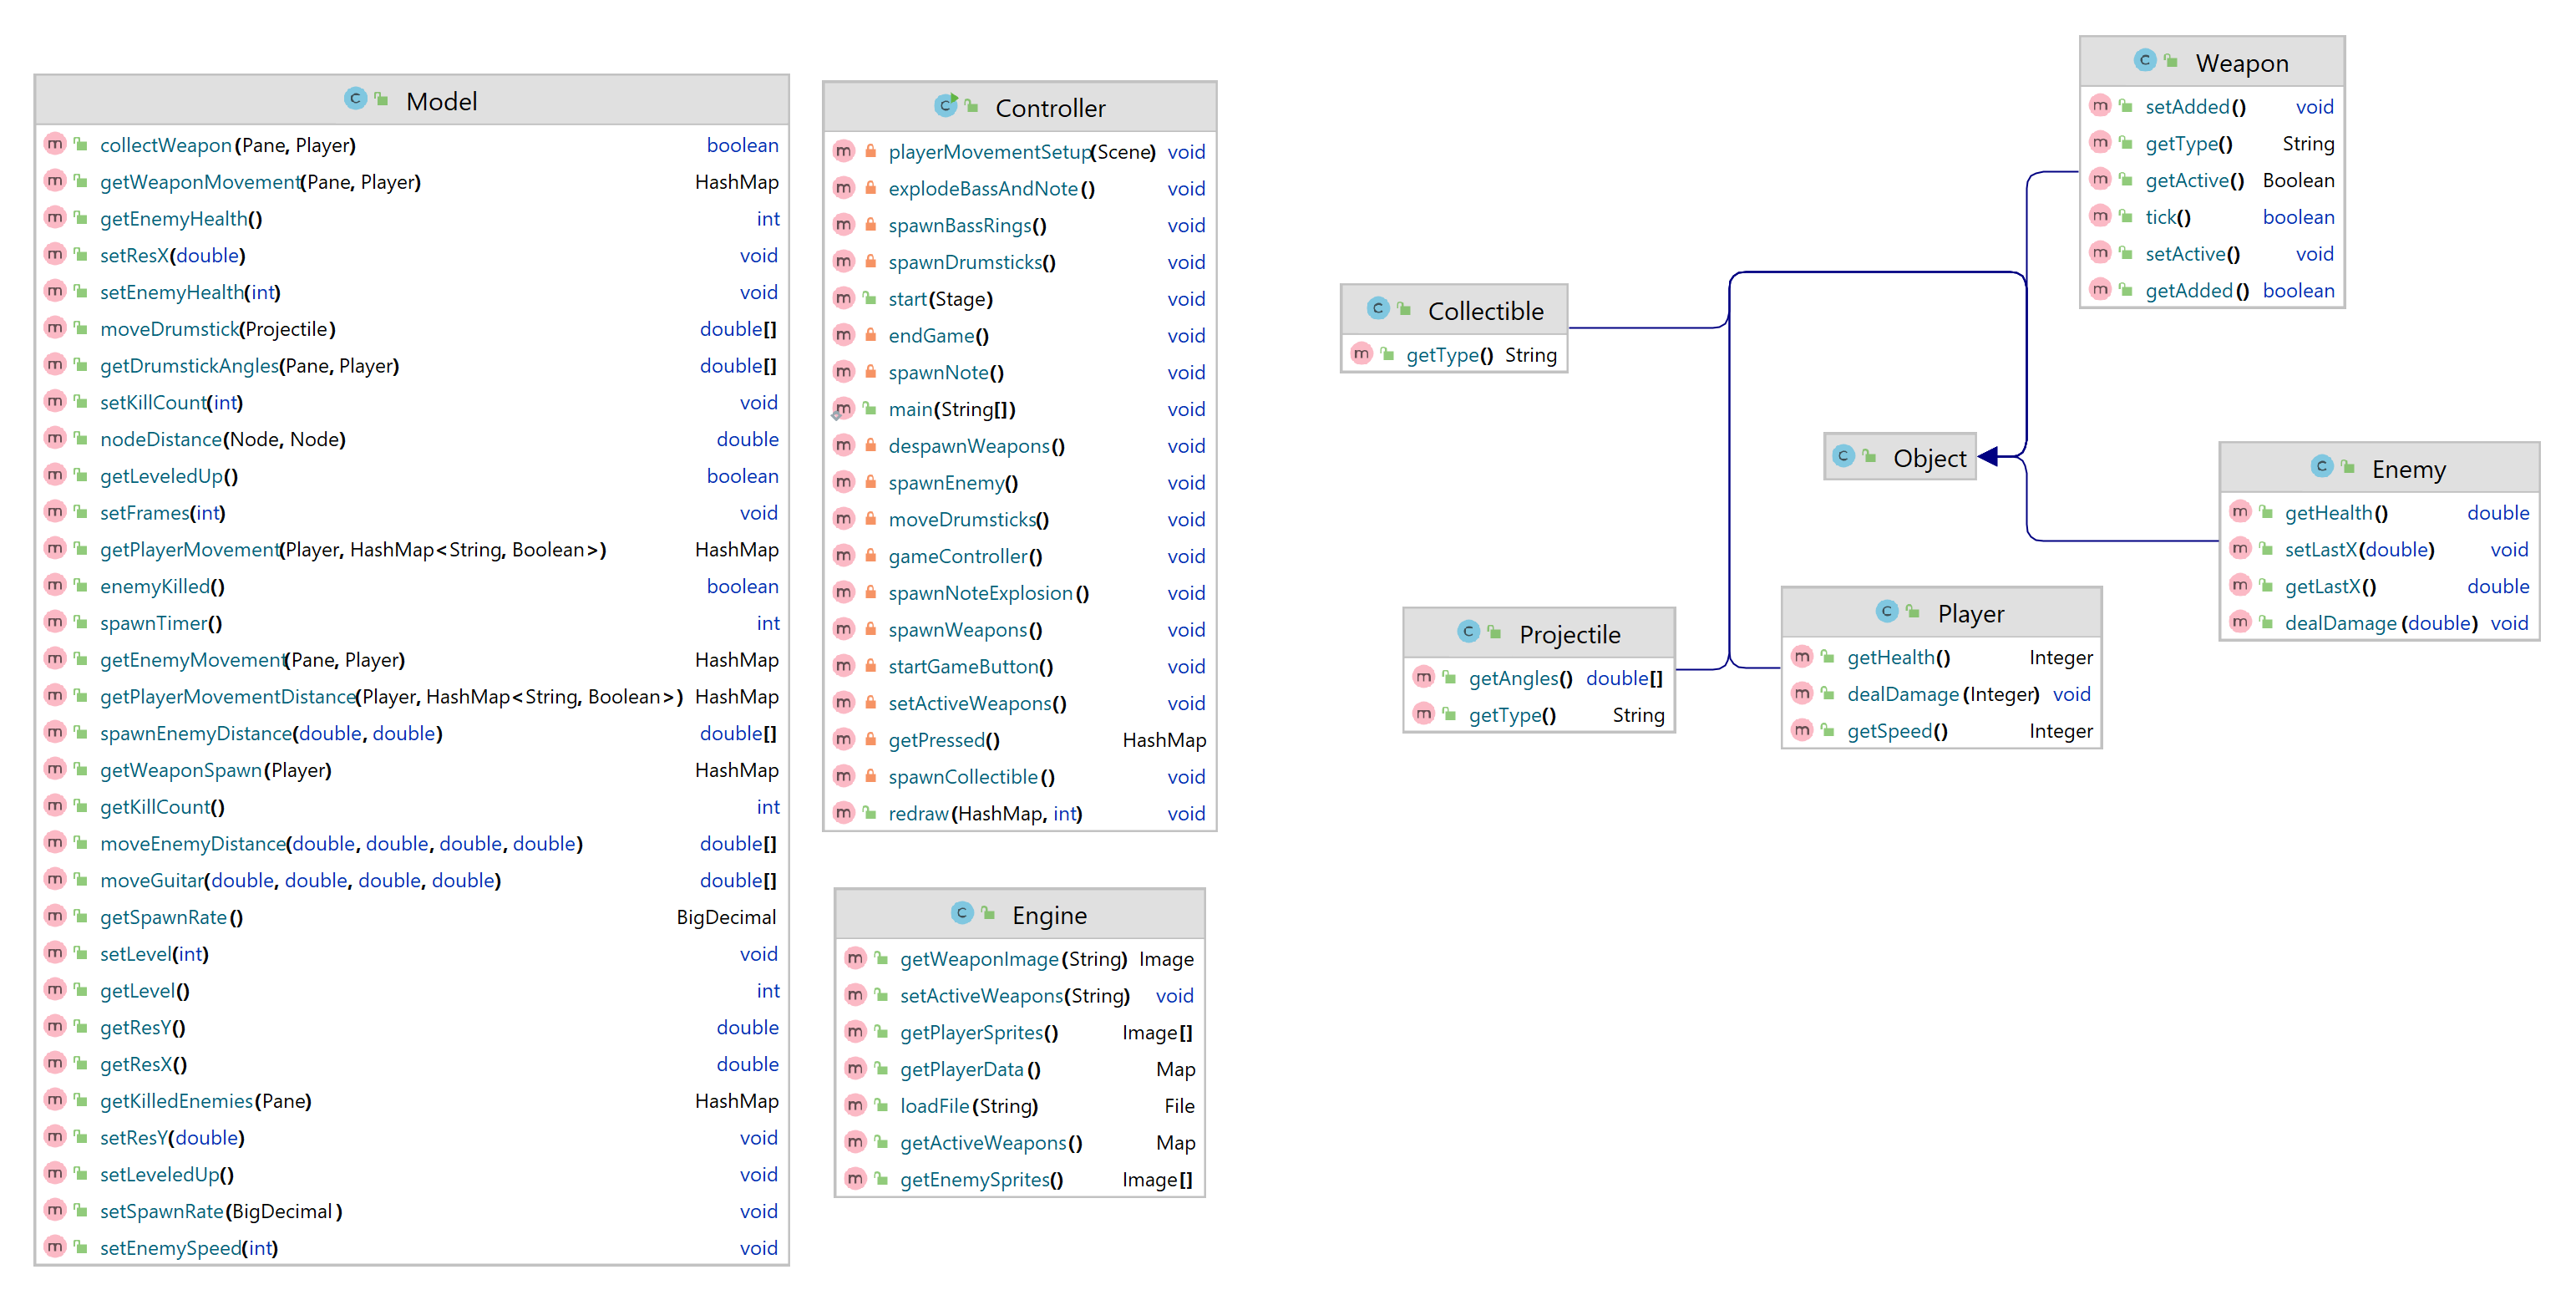 Model
collectWeapon(Pane, Player) boolean
getWeaponMovement(Pane, Player) HashMap
getEnemyHealth() int
setResX(double) void
setEnemyHealth(int) void
moveDrumstick(Projectile) double[]
getDrumstickAngles(Pane, Player) double[]
setKillCount(int) void
nodeDistance(Node, Node) double
getLeveledUp() boolean
setFrames(int) void
getPlayerMovement(Player, HashMap<String, Boolean>) HashMap
enemyKilled() boolean
spawnTimer() int
getEnemyMovement(Pane, Player) HashMap
getPlayerMovementDistance(Player, HashMap<String, Boolean>) HashMap
spawnEnemyDistance(double, double) double[]
getWeaponSpawn(Player) HashMap
getKillCount() int
moveEnemyDistance(double, double, double, double) double[]
moveGuitar(double, double, double, double) double[]
getSpawnRate() BigDecimal
setLevel(int) void
getLevel() int
getResY() double
getResX() double
getKilledEnemies(Pane) HashMap
setResY(double) void
setLeveledUp() void
setSpawnRate(BigDecimal) void
setEnemySpeed(int) void
Controller
playerMovementSetup(Scene) void
explodeBassAndNote() void
spawnBassRings() void
spawnDrumsticks() void
start(Stage) void
endGame() void
spawnNote() void
main(String[]) void
despawnWeapons() void
spawnEnemy() void
moveDrumsticks() void
gameController() void
spawnNoteExplosion() void
spawnWeapons() void
startGameButton() void
setActiveWeapons() void
getPressed() HashMap
spawnCollectible() void
redraw(HashMap, int) void
Engine
getWeaponImage(String) Image
setActiveWeapons(String) void
getPlayerSprites() Image[]
getPlayerData() Map
loadFile(String) File
getActiveWeapons() Map
getEnemySprites() Image[]
Weapon
setAdded() void
getType() String
getActive() Boolean
tick() boolean
setActive() void
getAdded() boolean
Collectible
getType() String
Object
Enemy
getHealth() double
setLastX(double) void
getLastX() double
dealDamage(double) void
Projectile
getAngles() double[]
getType() String
Player
getHealth() Integer
dealDamage(Integer) void
getSpeed() Integer